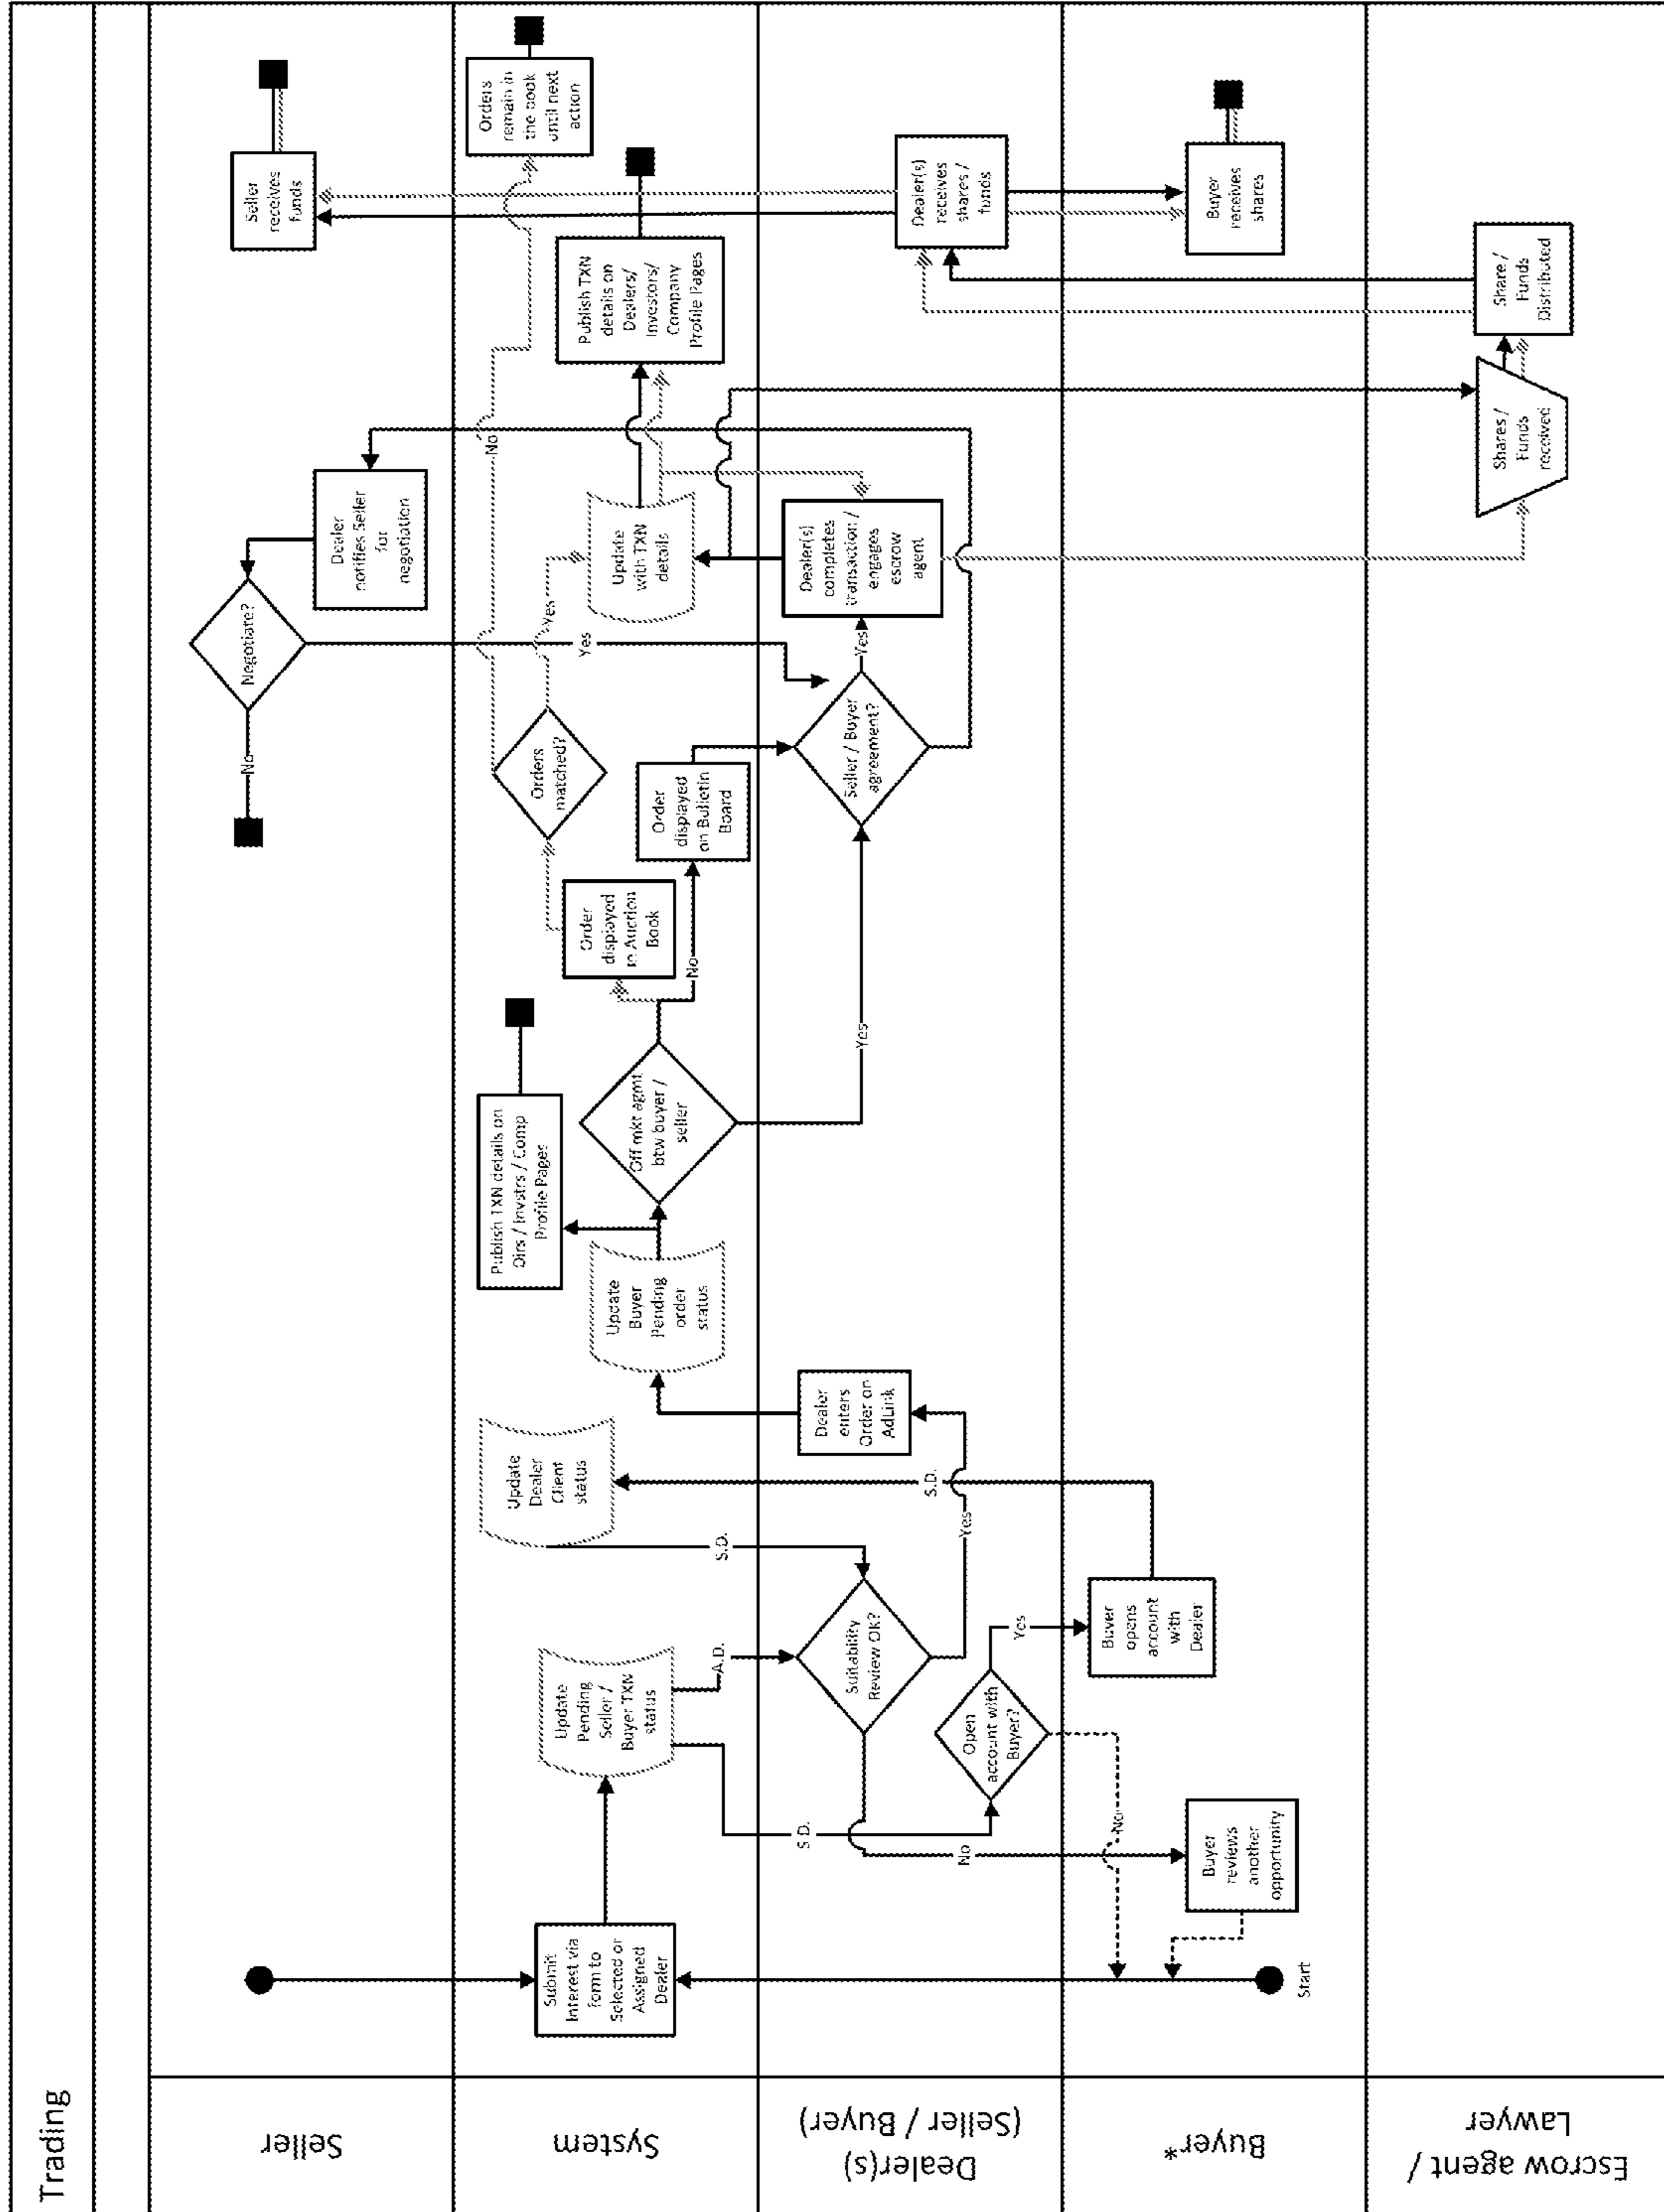 Trading
Seller
System
Dealer(s)
(Seller / Buyer)
Buyer*
Escrow agent /
Lawyer
Start
Submit
Interest via
form to
Selected or
Assigned
Dealer
Update
Pending
Seller /
Buyer TXN
status
S.D.
A.D.
Open
account with
Buyer?
No
Yes
Buyer
reviews
another
opportunity
Buyer
opens
account
with
Dealer
S.D.
Update
Dealer
Client
status
S.D.
Suitability
Review OK?
No
Yes
Dealer
enters
Order on
AdLink
Update
Buyer
Pending
order
status
Publish TXN details on
Dirs / Invstrs / Comp
Profile Pages
Off mkt agmt
btw buyer /
seller
Yes
No
Order
displayed
in Auction
Book
Order
displayed
on Bulletin
Board
Orders
matched?
Yes
No
Seller / Buyer
agreement?
Yes
Negotiate?
No
Yes
Dealer
notifies Seller
for
negotiation
Update
with TXN
details
Dealer(s)
completes
transaction /
engages
escrow
agent
Publish TXN
details on
Dealers/
Investors/
Company
Profile Pages
Orders
remain in
the book
until next
action
Shares /
Funds
received
Share /
Funds
Distributed
Dealer(s)
receives
shares /
funds
Seller
receives
funds
Buyer
receives
shares